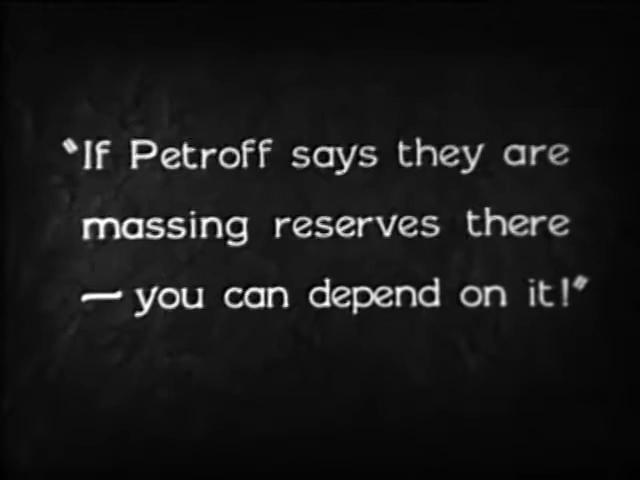 "If Petroff says they are
massing reserves there
— you can depend on it!"